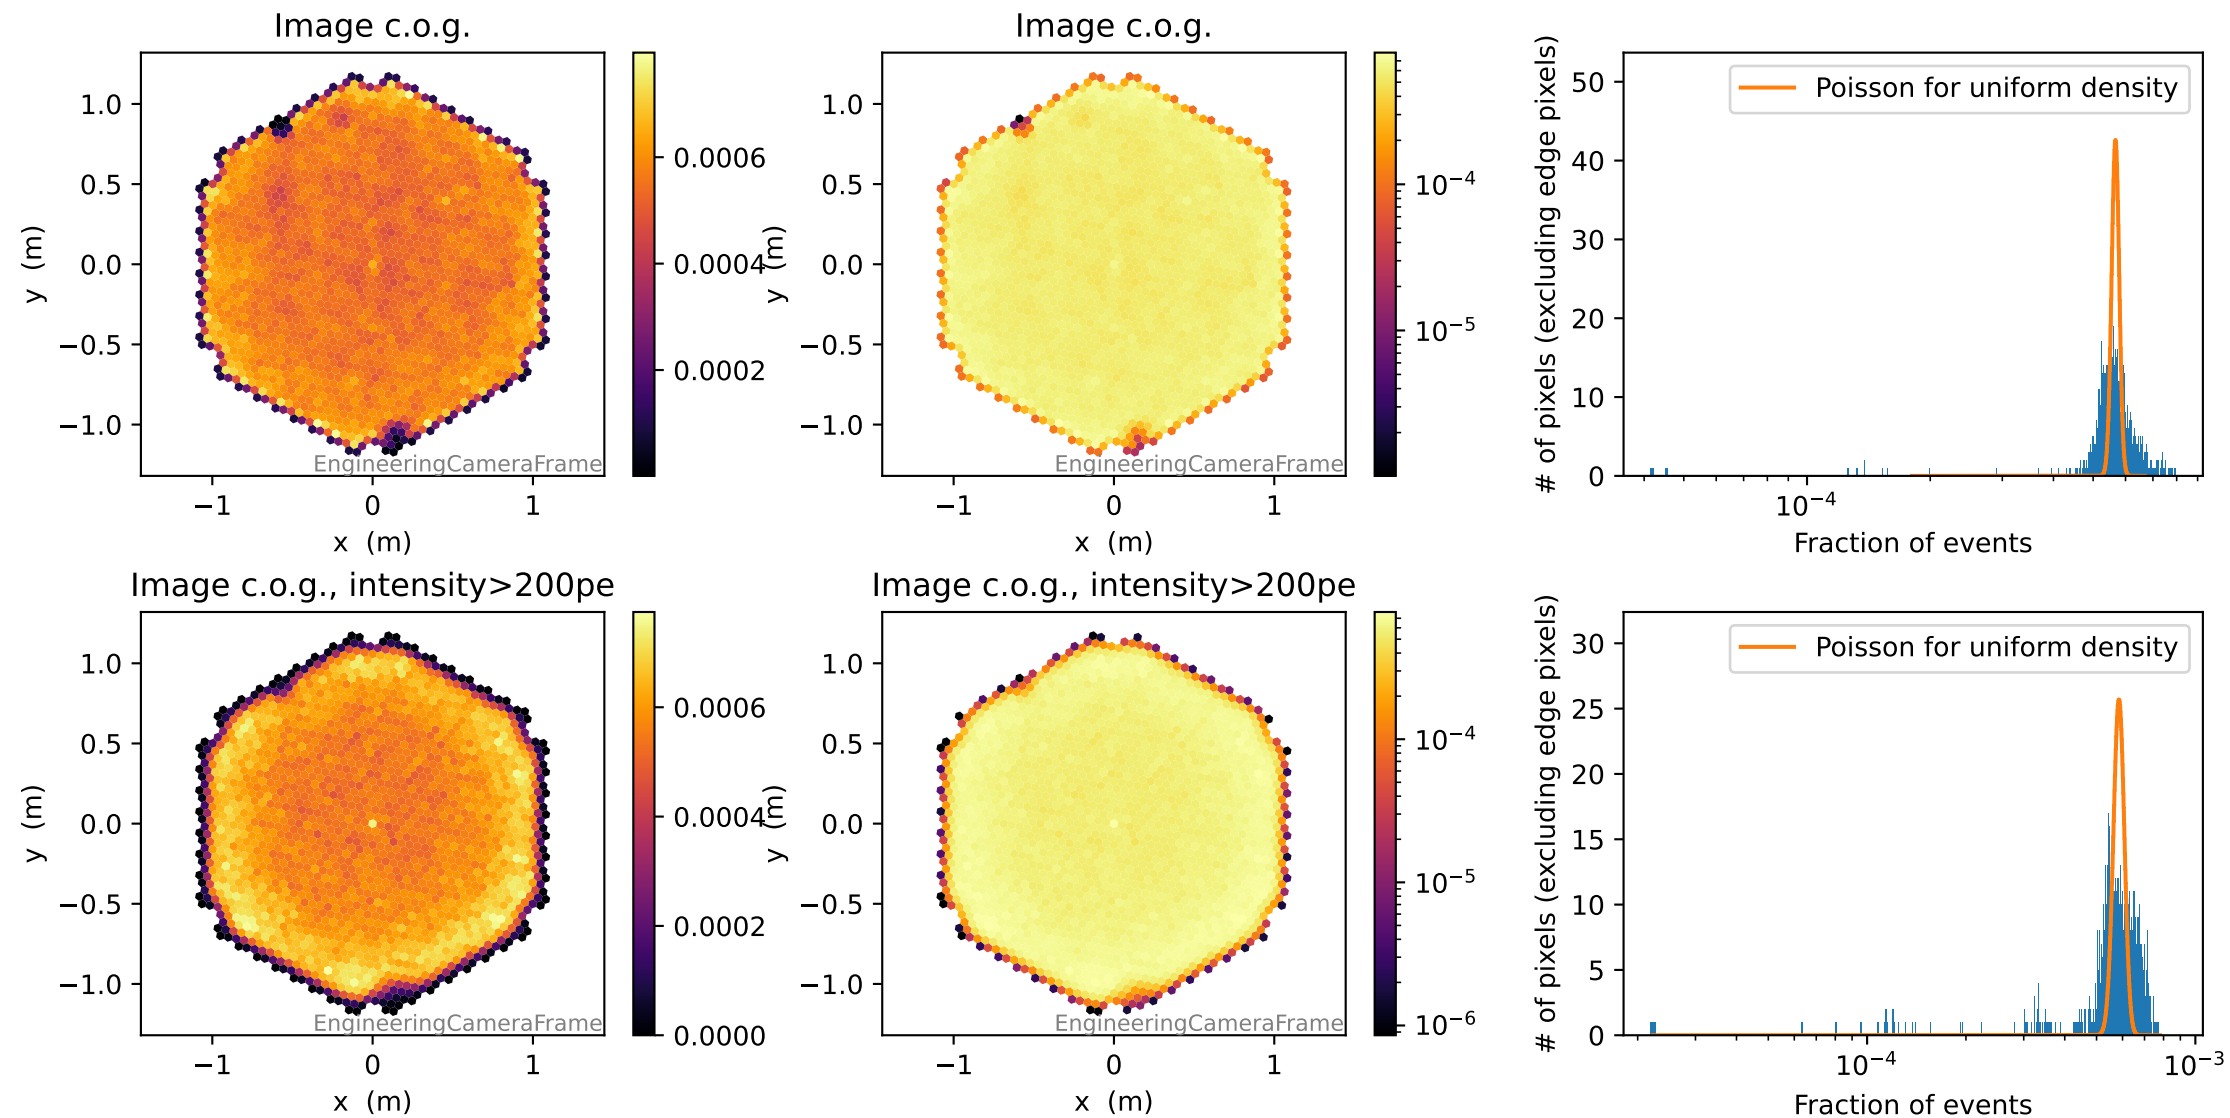 Image c.o.g.
1.0
0.5
0.0
−0.5
−1.0
y (m)
−1
0
1
x (m)
EngineeringCameraFrame
0.0006
0.0004
0.0002
Image c.o.g.
1.0
0.5
0.0
−0.5
−1.0
y (m)
−1
0
1
x (m)
EngineeringCameraFrame
10⁻⁴
10⁻⁵
# of pixels (excluding edge pixels)
50
40
30
20
10
0
Poisson for uniform density
10⁻⁴
Fraction of events
Image c.o.g., intensity>200pe
1.0
0.5
0.0
−0.5
−1.0
y (m)
−1
0
1
x (m)
EngineeringCameraFrame
0.0006
0.0004
0.0002
0.0000
Image c.o.g., intensity>200pe
1.0
0.5
0.0
−0.5
−1.0
y (m)
−1
0
1
x (m)
EngineeringCameraFrame
10⁻⁴
10⁻⁵
10⁻⁶
# of pixels (excluding edge pixels)
30
25
20
15
10
5
0
Poisson for uniform density
10⁻⁴
10⁻³
Fraction of events